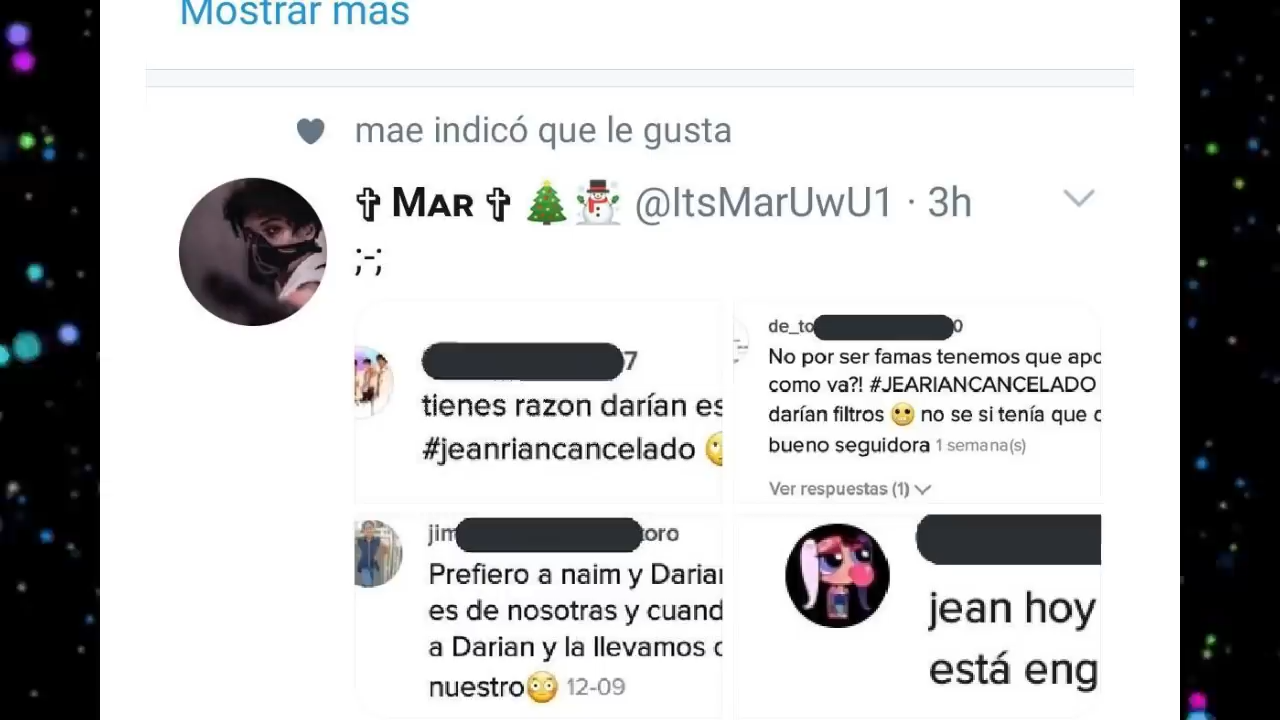 Mostrar más
mae indicó que le gusta
✞ Mar ✞ 🎄⛄ @ItsMarUwU1 · 3h
;-;
7
tienes razon darían es
#jeanriancancelado
de_to 0
No por ser famas tenemos que apo
como va?! #JEARIANCANCELADO
darían filtros 😬 no se si tenía que
bueno seguidora 1 semana(s)
Ver respuestas (1)
jim oro
Prefiero a naim y Darian
es de nosotras y cuand
a Darian y la llevamos
nuestro😳 12-09
jean hoy
está eng